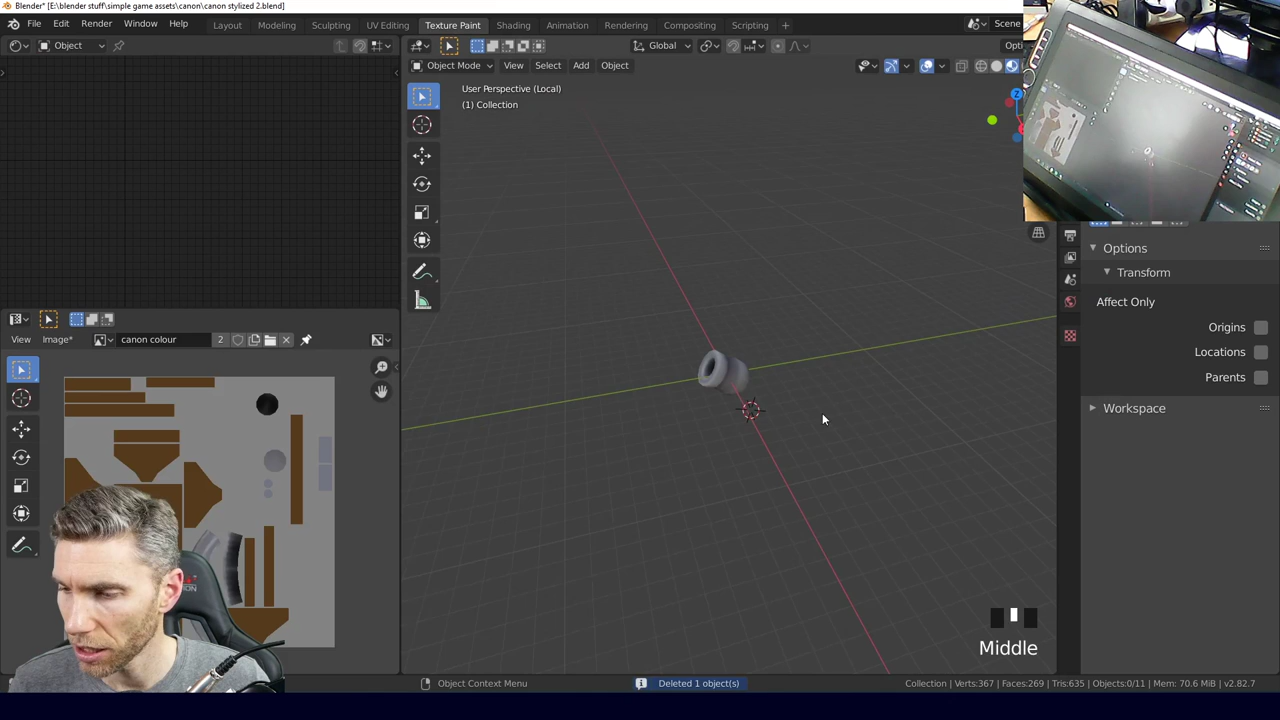 Blender* [E:\blender stuff\simple game assets\canon\canon stylized 2.blend]
File Edit Render Window Help Layout Modeling Sculpting UV Editing Texture Paint Shading Animation Rendering Compositing Scripting + Scene
Object Global Opti
Object Mode View Select Add Object
User Perspective (Local)
(1) Collection
Z
Options
Transform
Affect Only
Origins
Locations
Parents
Workspace
View Image* canon colour 2
Middle
Object Context Menu Deleted 1 object(s) Collection | Verts:367 | Faces:269 | Tris:635 | Objects:0/11 | Mem: 70.6 MiB | v2.82.7